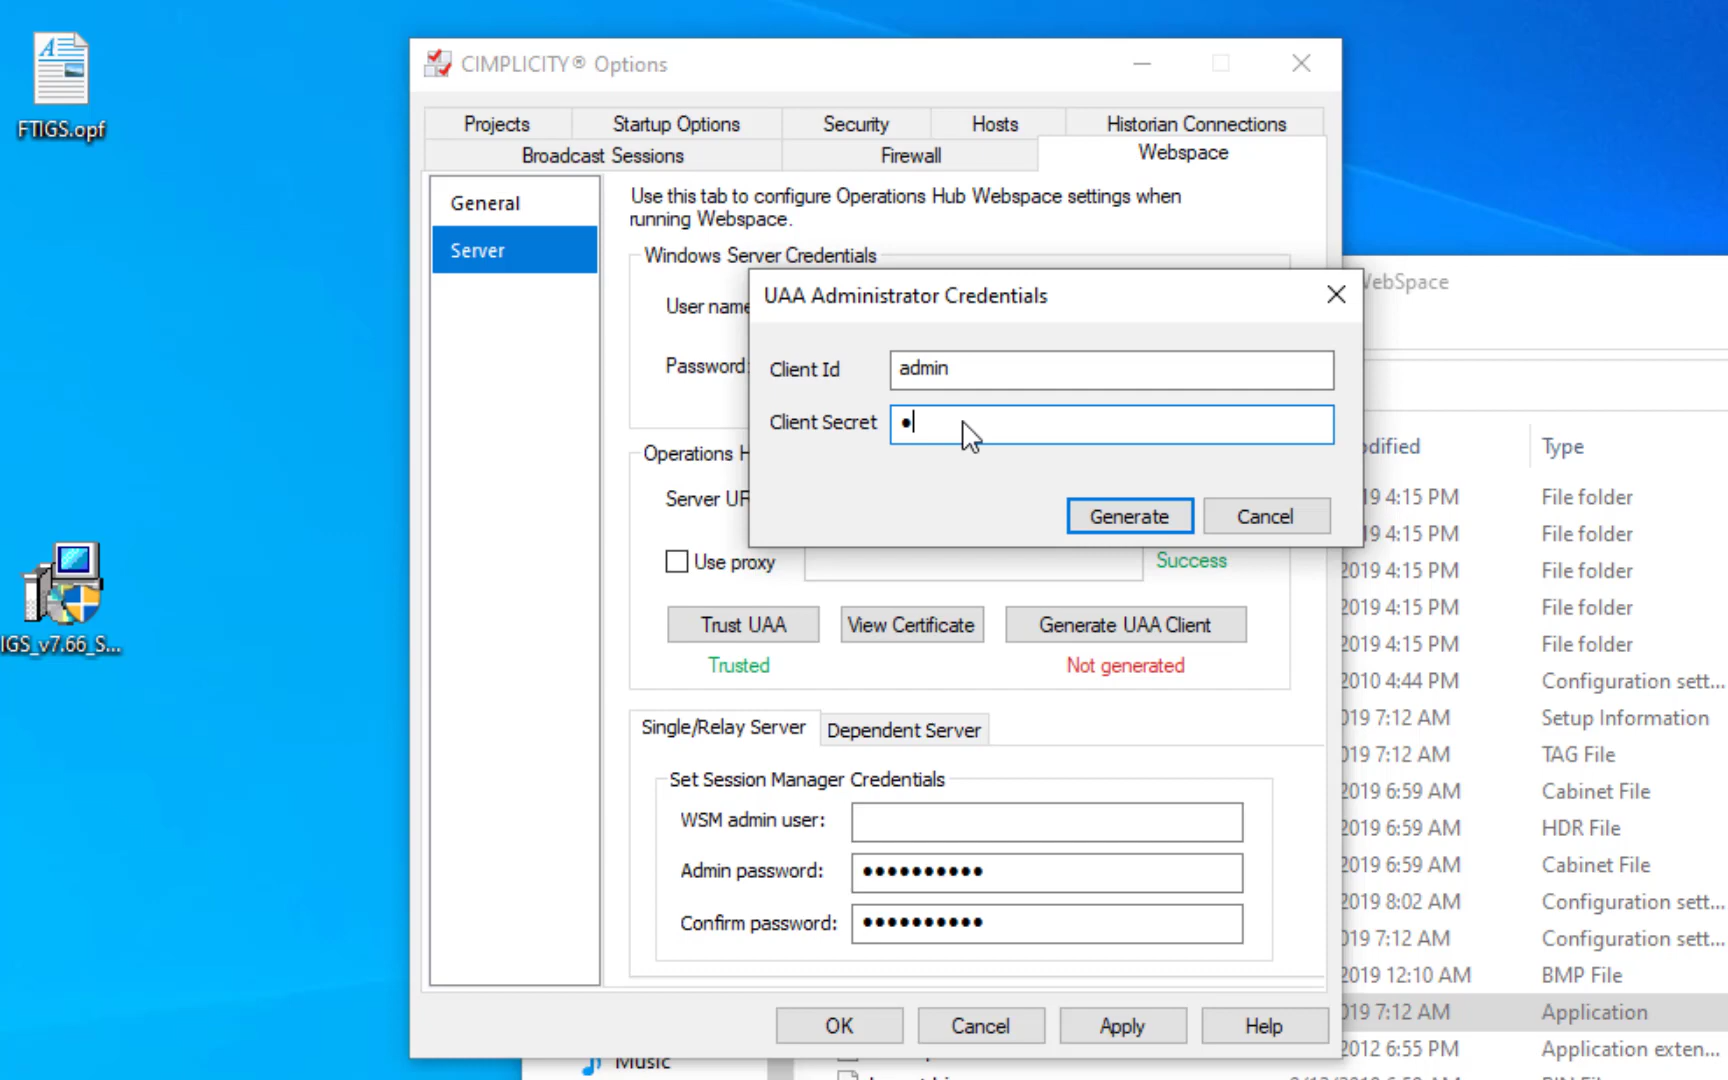 FTIGS.opf
IGS_v7.66_S...
CIMPLICITY® Options
Projects
Startup Options
Security
Hosts
Historian Connections
Broadcast Sessions
Firewall
Webspace
General
Server
Use this tab to configure Operations Hub Webspace settings when
running Webspace.
Windows Server Credentials
User name
Password:
UAA Administrator Credentials
Client Id
admin
Client Secret
Generate
Cancel
Operations H
Server UR
Use proxy
Success
Trust UAA
View Certificate
Generate UAA Client
Trusted
Not generated
Single/Relay Server
Dependent Server
Set Session Manager Credentials
WSM admin user:
Admin password:
Confirm password:
OK
Cancel
Apply
Help
Music
WebSpace
odified
Type
19 4:15 PM
File folder
019 4:15 PM
File folder
2019 4:15 PM
File folder
2019 4:15 PM
File folder
2019 4:15 PM
File folder
2010 4:44 PM
Configuration sett...
019 7:12 AM
Setup Information
019 7:12 AM
TAG File
2019 6:59 AM
Cabinet File
2019 6:59 AM
HDR File
2019 6:59 AM
Cabinet File
2019 8:02 AM
Configuration sett...
019 7:12 AM
Configuration sett...
2019 12:10 AM
BMP File
019 7:12 AM
Application
2012 6:55 PM
Application exten...